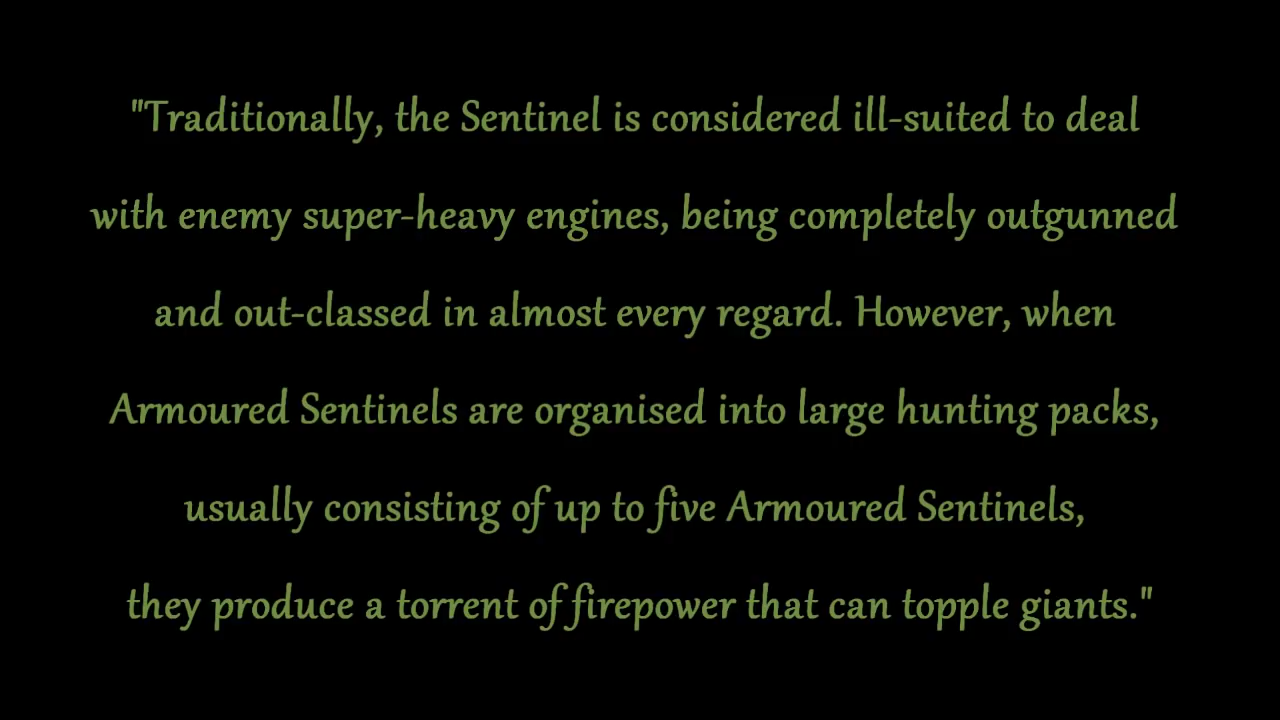 "Traditionally, the Sentinel is considered ill-suited to deal
with enemy super-heavy engines, being completely outgunned
and out-classed in almost every regard. However, when
Armoured Sentinels are organised into large hunting packs,
usually consisting of up to five Armoured Sentinels,
they produce a torrent of firepower that can topple giants."